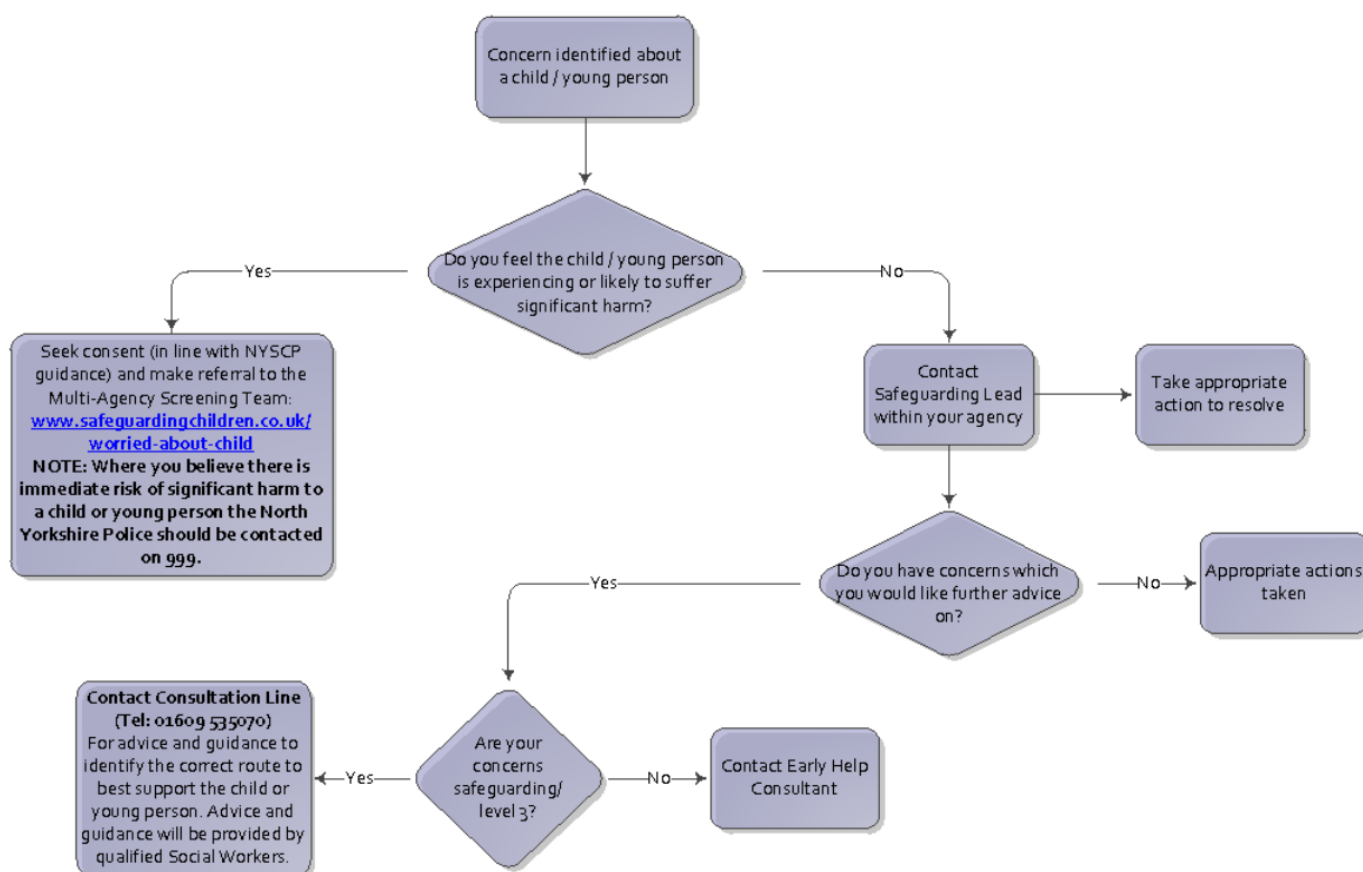 Concern identified about
a child / young person
Do you feel the child / young person
is experiencing or likely to suffer
significant harm?
Yes
No
Seek consent (in line with NYSCP
guidance) and make referral to the
Multi-Agency Screening Team:
www.safeguardingchildren.co.uk/
worried-about-child
NOTE: Where you believe there is
immediate risk of significant harm to
a child or young person the North
Yorkshire Police should be contacted
on 999.
Contact
Safeguarding Lead
within your agency
Take appropriate
action to resolve
Do you have concerns which
you would like further advice
on?
Yes
No
Appropriate actions
taken
Are your
concerns
safeguarding/
level 3?
Yes
No
Contact Consultation Line
(Tel: 01609 535070)
For advice and guidance to
identify the correct route to
best support the child or
young person. Advice and
guidance will be provided by
qualified Social Workers.
Contact Early Help
Consultant